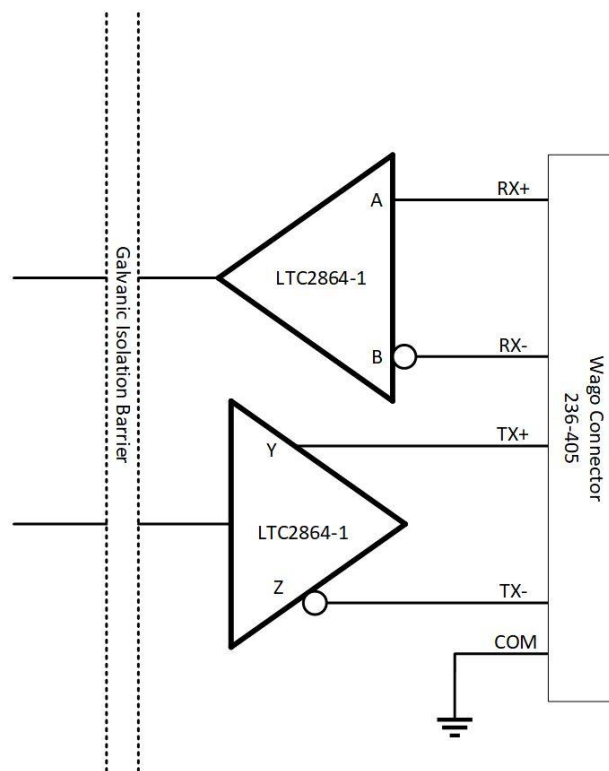 Galvanic Isolation Barrier
A
LTC2864-1
B
RX+
RX-
Y
LTC2864-1
Z
TX+
TX-
COM
Wago Connector
236-405